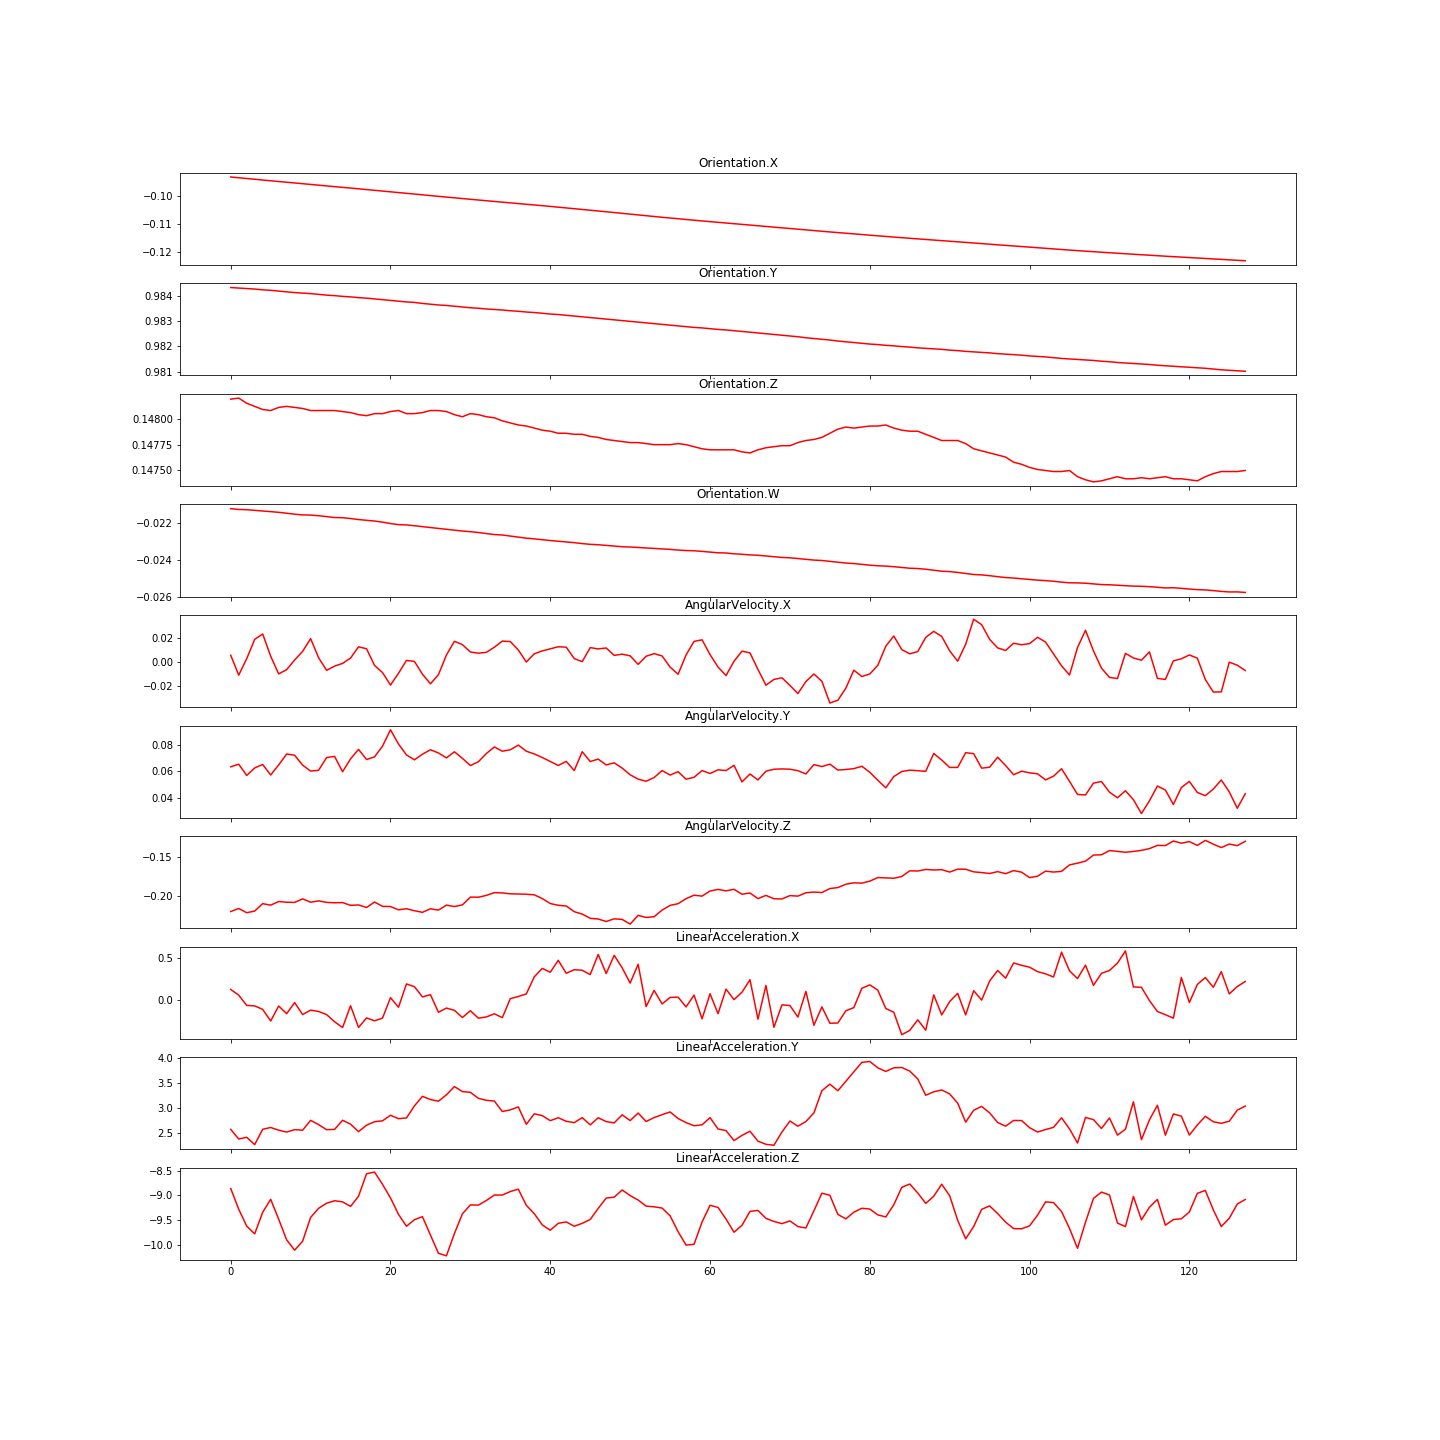 Orientation.X
−0.10
−0.11
−0.12
Orientation.Y
0.984
0.983
0.982
0.981
Orientation.Z
0.14800
0.14775
0.14750
Orientation.W
−0.022
−0.024
−0.026
AngularVelocity.X
0.02
0.00
−0.02
AngularVelocity.Y
0.08
0.06
0.04
AngularVelocity.Z
−0.15
−0.20
LinearAcceleration.X
0.5
0.0
LinearAcceleration.Y
4.0
3.5
3.0
2.5
LinearAcceleration.Z
−8.5
−9.0
−9.5
−10.0
0 20 40 60 80 100 120